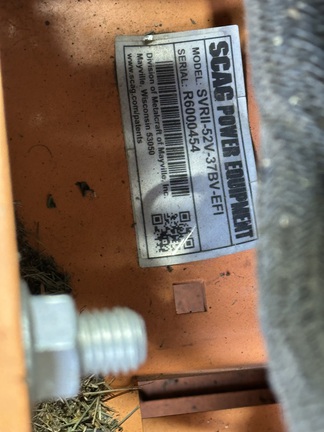 SCAG POWER EQUIPMENT
MODEL: SVRII-52V-37BV-EFI
SERIAL: R6000454
Division of Metalcraft of Mayville, Inc.
Mayville, Wisconsin 53050
www.scag.com/patents